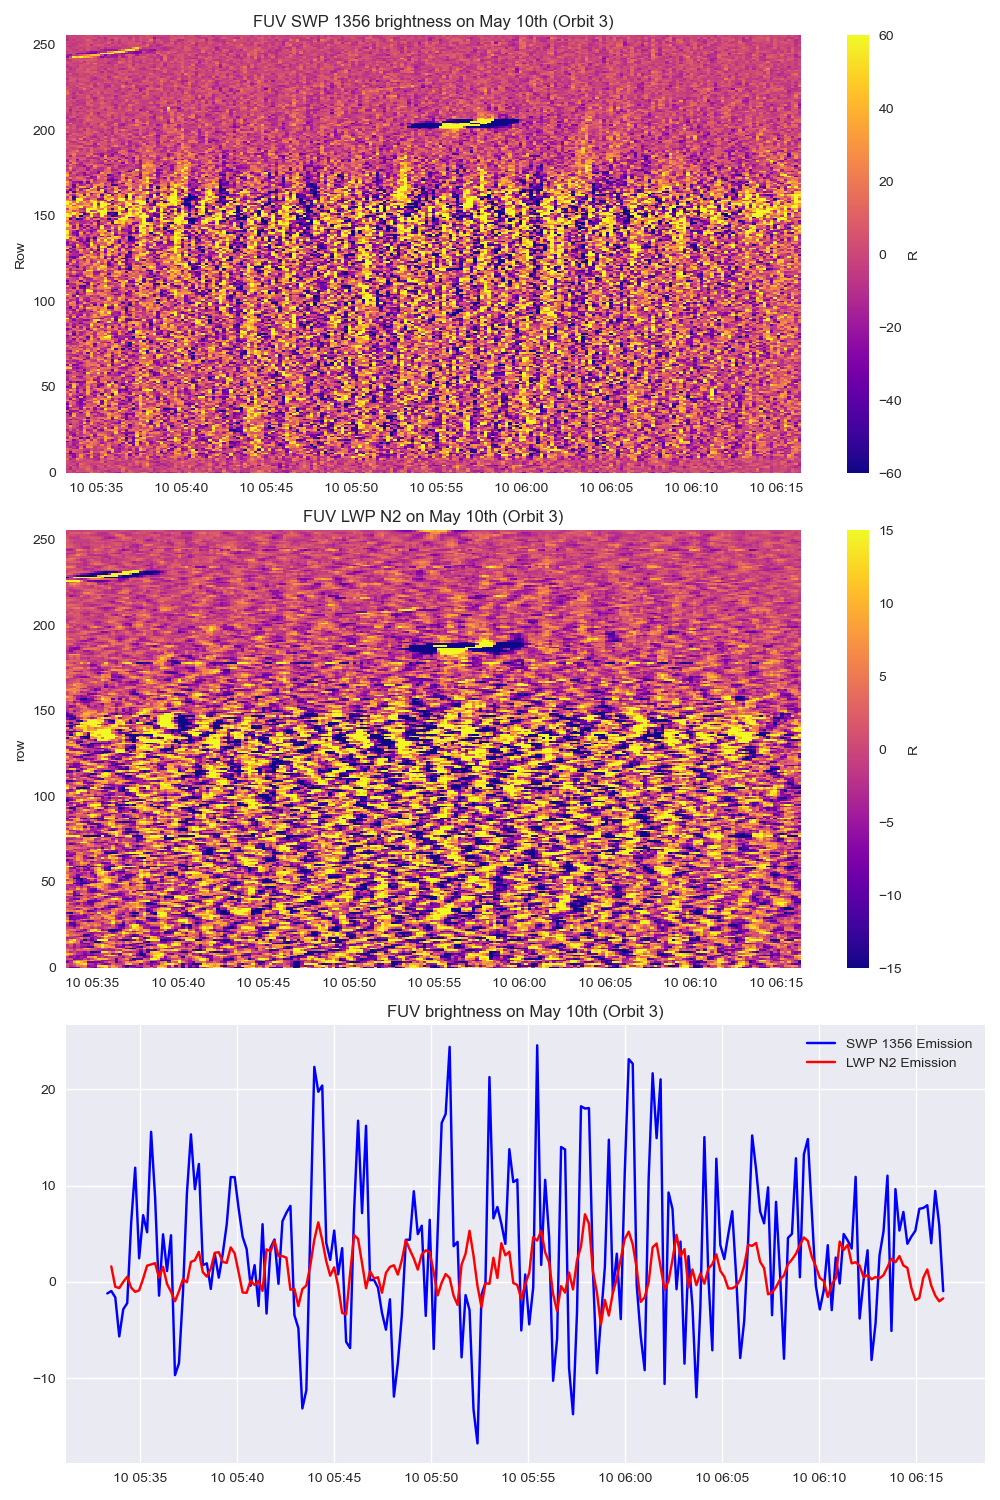 FUV SWP 1356 brightness on May 10th (Orbit 3)
250
200
150
100
50
0
Row
10 05:35 10 05:40 10 05:45 10 05:50 10 05:55 10 06:00 10 06:05 10 06:10 10 06:15
60
40
20
0
−20
−40
−60
R
FUV LWP N2 on May 10th (Orbit 3)
250
200
150
100
50
0
row
10 05:35 10 05:40 10 05:45 10 05:50 10 05:55 10 06:00 10 06:05 10 06:10 10 06:15
15
10
5
0
−5
−10
−15
R
FUV brightness on May 10th (Orbit 3)
SWP 1356 Emission
LWP N2 Emission
20
10
0
−10
10 05:35 10 05:40 10 05:45 10 05:50 10 05:55 10 06:00 10 06:05 10 06:10 10 06:15